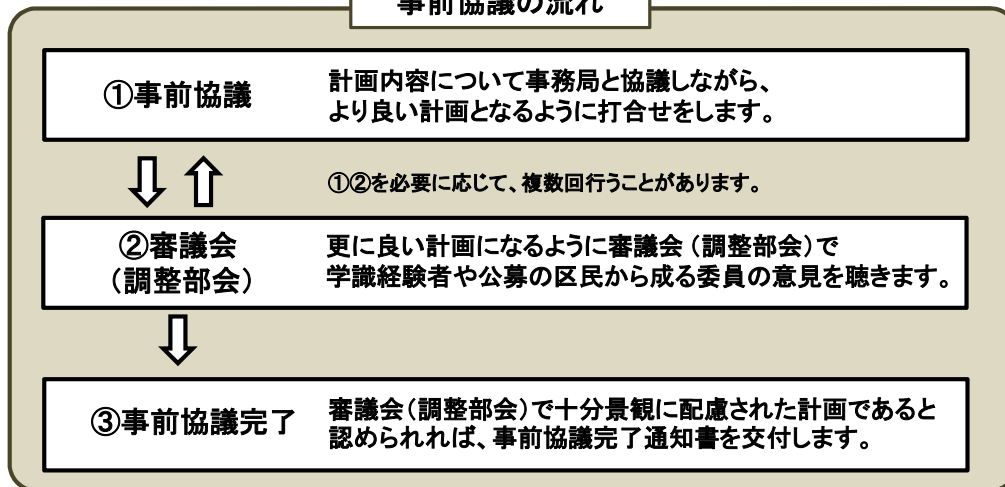 事前協議の流れ
①事前協議
計画内容について事務局と協議しながら、
より良い計画となるように打合せをします。
①②を必要に応じて、複数回行うことがあります。
②審議会
（調整部会）
更に良い計画になるように審議会（調整部会）で
学識経験者や公募の区民から成る委員の意見を聴きます。
③事前協議完了
審議会（調整部会）で十分景観に配慮された計画であると
認められれば、事前協議完了通知書を交付します。